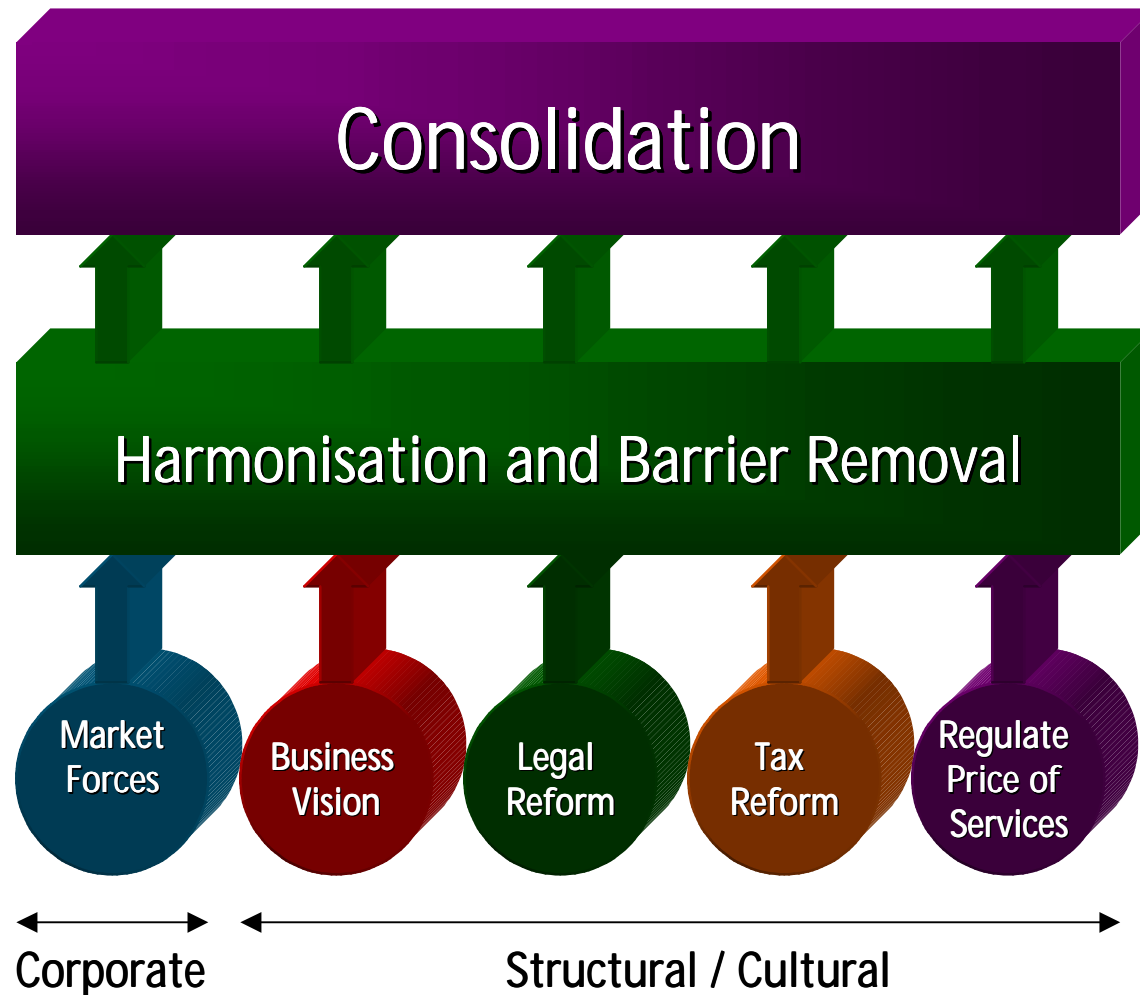 Consolidation
Harmonisation and Barrier Removal
Market
Forces
Business
Vision
Legal
Reform
Tax
Reform
Regulate
Price of
Services
Corporate
Structural / Cultural